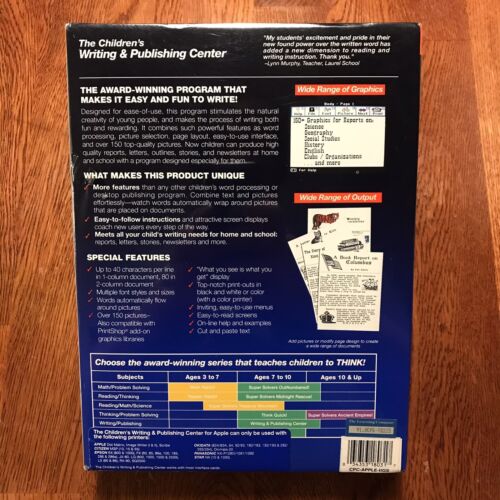 The Children's
Writing & Publishing Center
"My students' excitement and pride in their
new found power over the written word has
added a new dimension to reading and
writing instruction. Thank you."
–Lynn Murphy, Teacher, Laurel School
THE AWARD-WINNING PROGRAM THAT
MAKES IT EASY AND FUN TO WRITE!
Designed for ease-of-use, this program stimulates the natural
creativity of young people, and makes the process of writing both
fun and rewarding. It combines such powerful features as word
processing, picture selection, page layout, easy-to-use interface,
and over 150 top-quality pictures. Now children can produce high
quality reports, letters, outlines, stories, and newsletters at home
and school with a program designed especially for them.
WHAT MAKES THIS PRODUCT UNIQUE
✓ More features than any other children's word processing or
desktop publishing program. Combine text and pictures
effortlessly—watch words automatically wrap around pictures
that are placed on documents.
✓ Easy-to-follow instructions and attractive screen displays
coach new users every step of the way.
✓ Meets all your child's writing needs for home and school:
reports, letters, stories, newsletters and more.
SPECIAL FEATURES
✓ Up to 40 characters per line
in 1-column document, 80 in
2-column document
✓ Multiple font styles and sizes
✓ Words automatically flow
around pictures
✓ Over 150 pictures–
Also compatible with
PrintShop® add-on
graphics libraries
✓ "What you see is what you
get" display
✓ Top-notch print-outs in
black and white or color
(with a color printer)
✓ Inviting, easy-to-use menus
✓ Easy-to-read screens
✓ On-line help and examples
✓ Cut and paste text
Wide Range of Graphics
Body - Page 1
150+ Graphics for Reports on:
Science
Geography
Social Studies
History
English
Clubs / Organizations
and more
for Help
Wide Range of Output
A Book Report on
Columbus
Add pictures or modify page design to create
a wide range of documents
Choose the award-winning series that teaches children to THINK!
Subjects Ages 3 to 7 Ages 7 to 10 Ages 10 & Up
Math/Problem Solving Super Solvers OutNumbered!
Reading/Thinking Super Solvers Midnight Rescue!
Reading/Math/Science
Thinking/Problem Solving Think Quick! Super Solvers Ancient Empires!
Writing/Publishing Writing & Publishing Center
The Children's Writing & Publishing Center for Apple can only be used with
the following printers:
The Learning Company
CPC-APPLE-IIGS